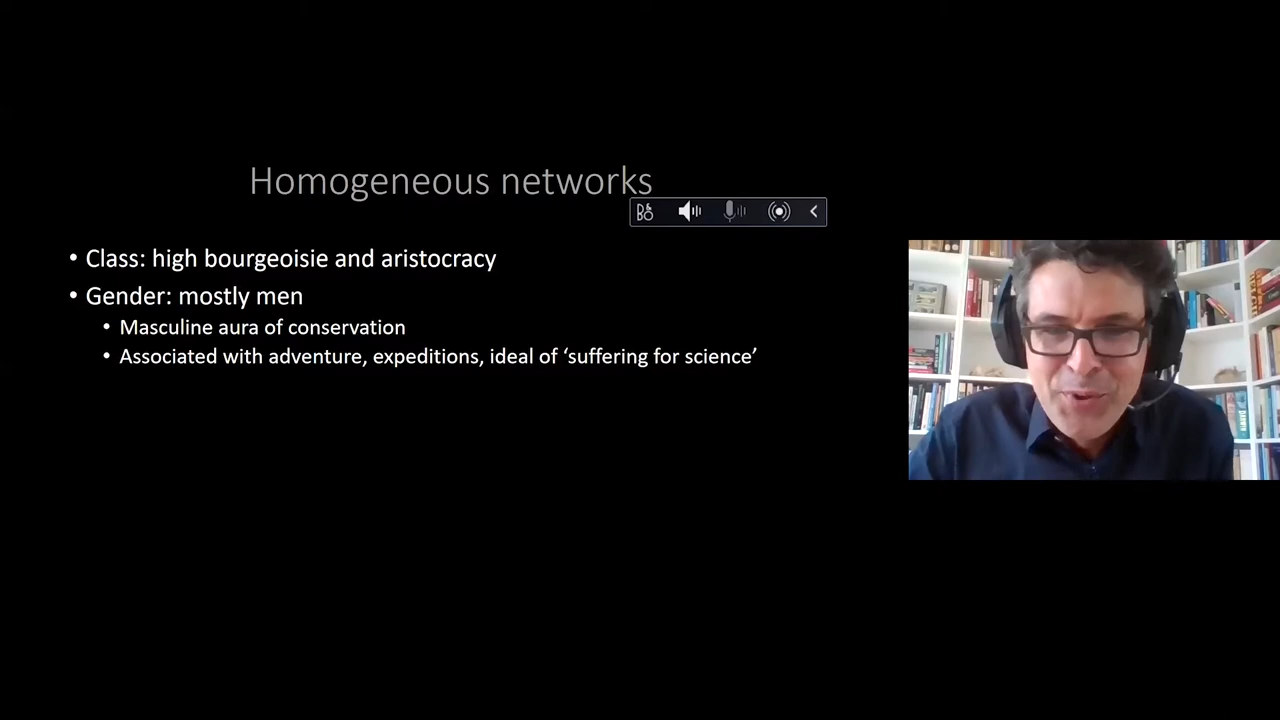 Homogeneous networks
• Class: high bourgeoisie and aristocracy
• Gender: mostly men
• Masculine aura of conservation
• Associated with adventure, expeditions, ideal of ‘suffering for science’
DARWIN